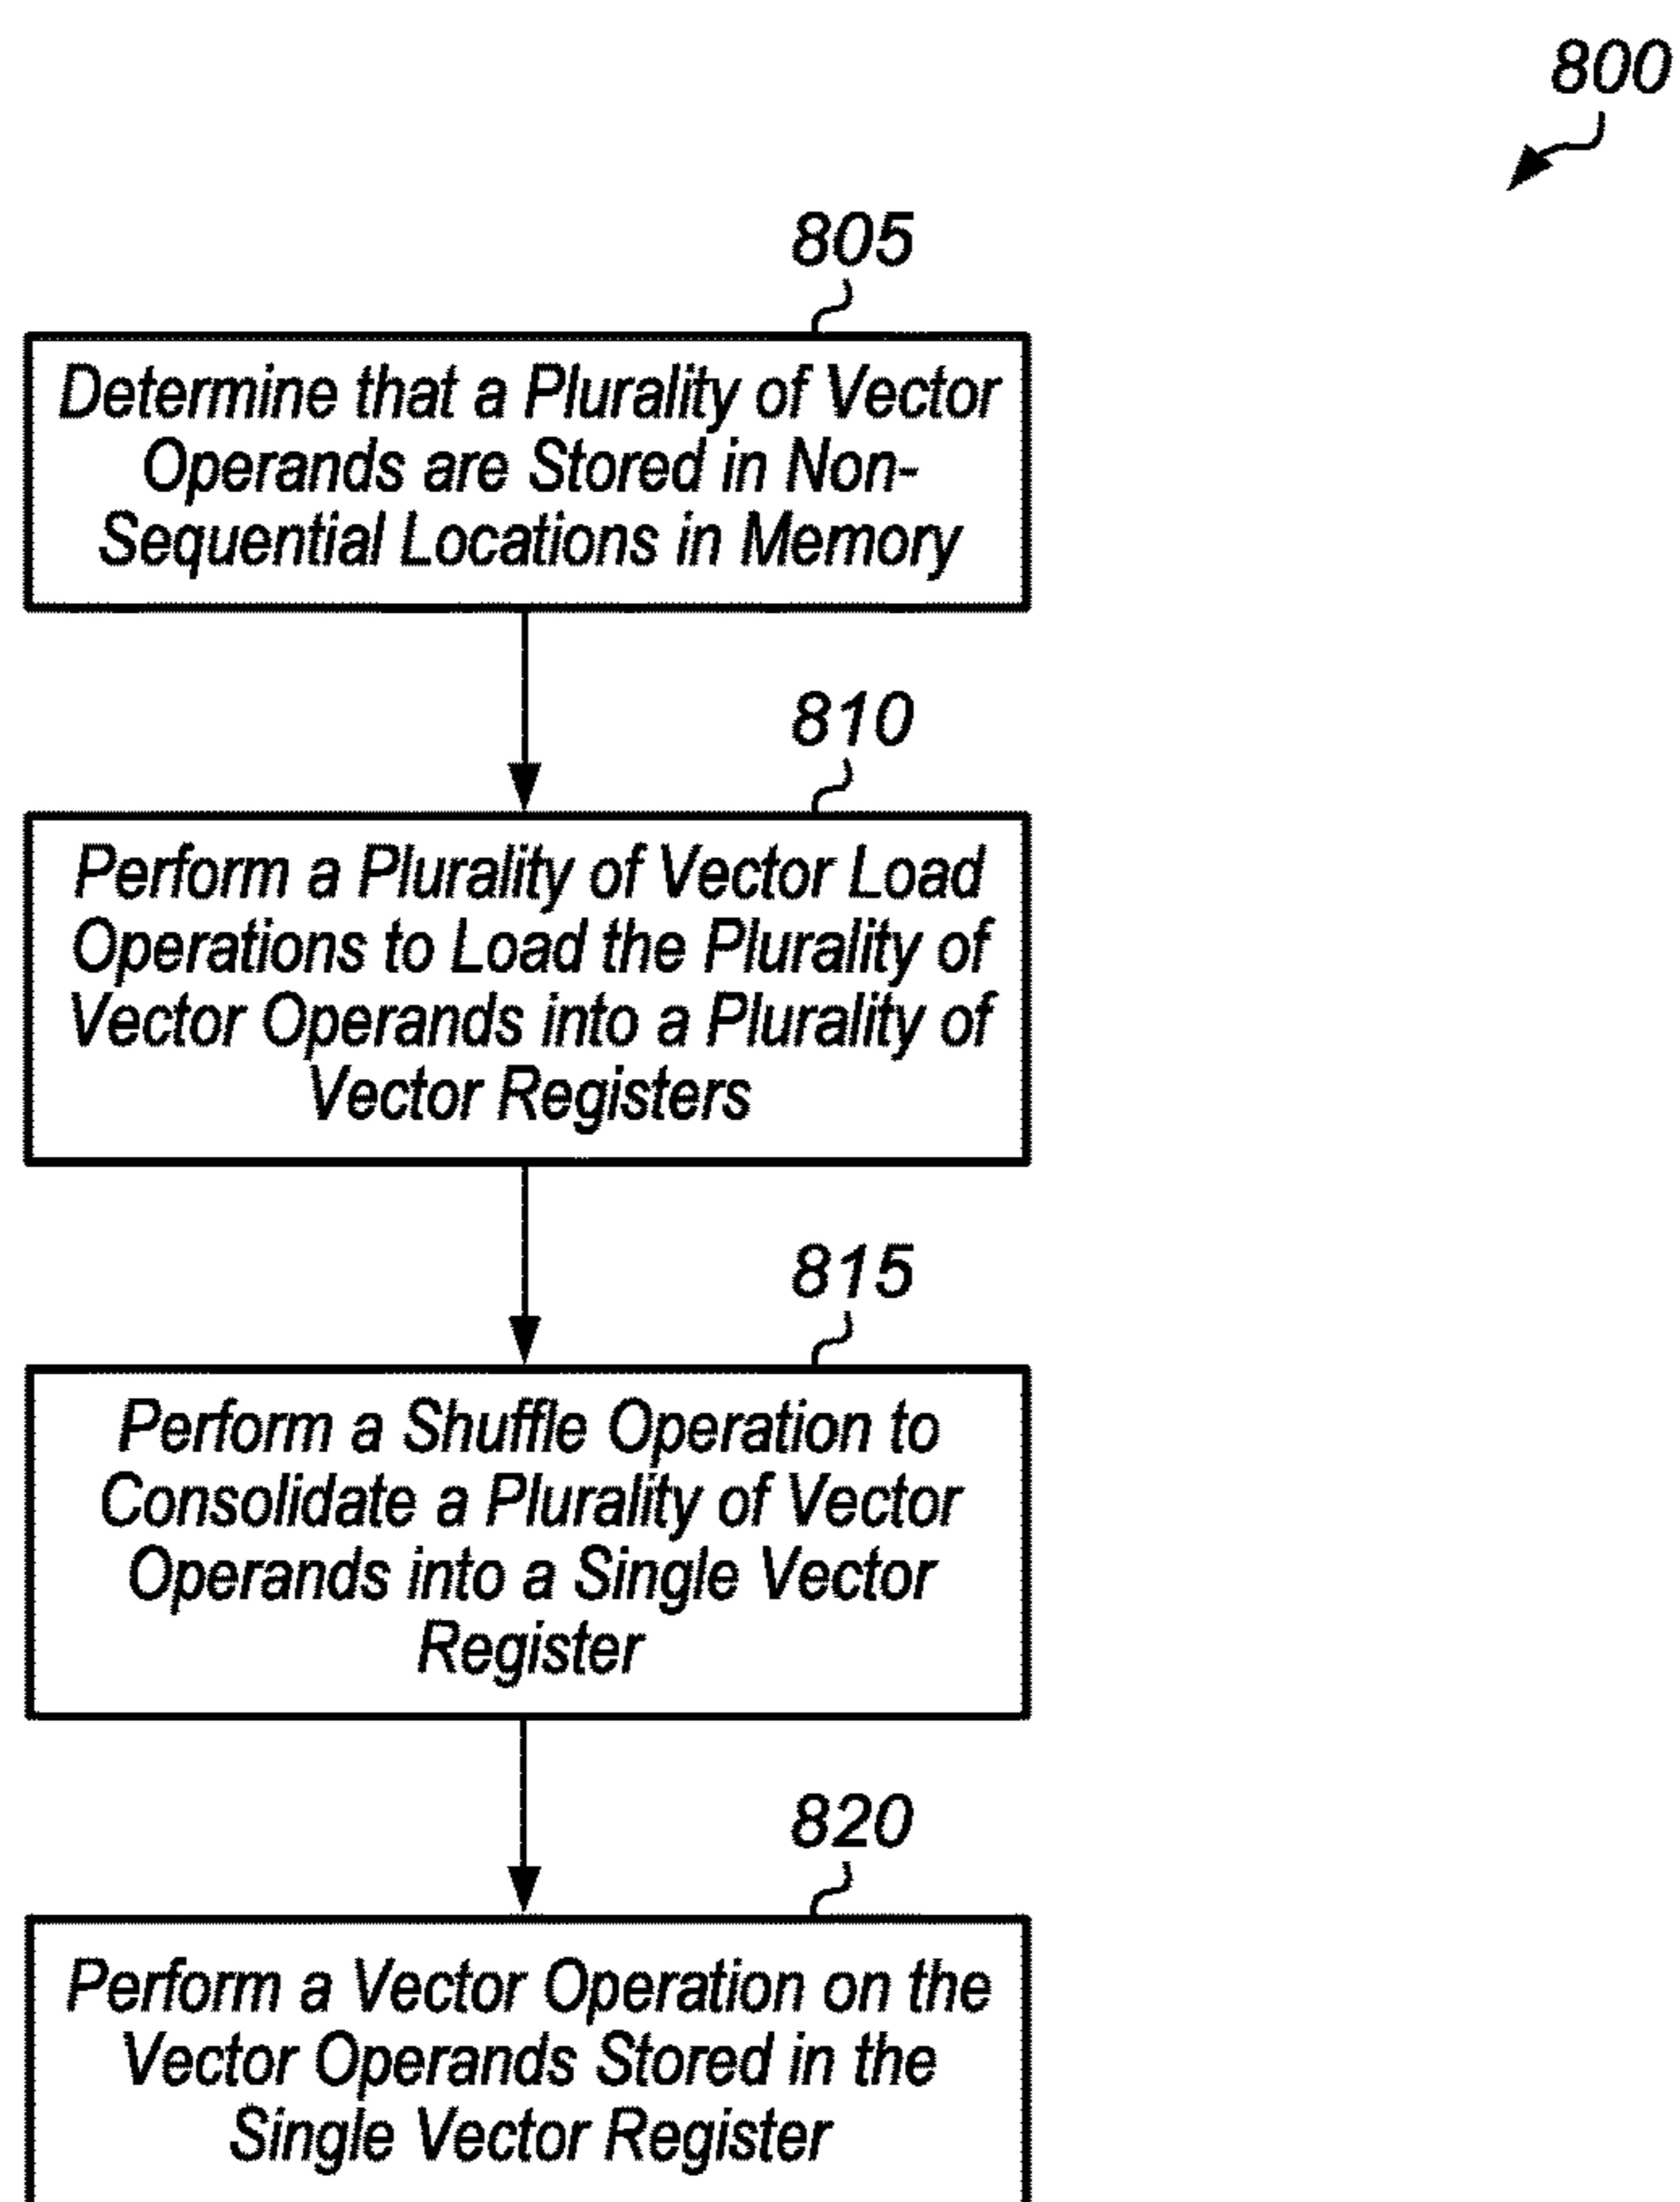 800
805
Determine that a Plurality of Vector
Operands are Stored in Non-
Sequential Locations in Memory
810
Perform a Plurality of Vector Load
Operations to Load the Plurality of
Vector Operands into a Plurality of
Vector Registers
815
Perform a Shuffle Operation to
Consolidate a Plurality of Vector
Operands into a Single Vector
Register
820
Perform a Vector Operation on the
Vector Operands Stored in the
Single Vector Register